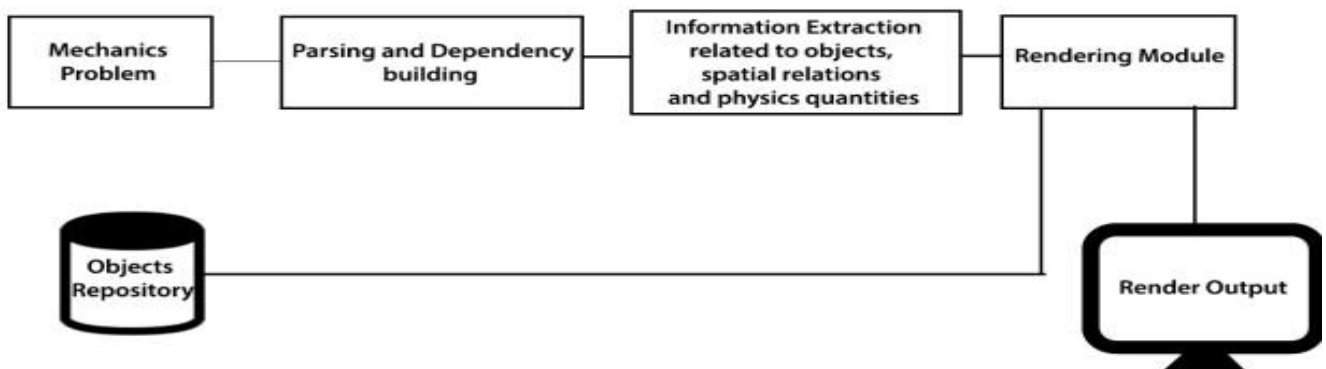 Mechanics
Problem
Parsing and Dependency
building
Information Extraction
related to objects,
spatial relations
and physics quantities
Rendering Module
Objects
Repository
Render Output